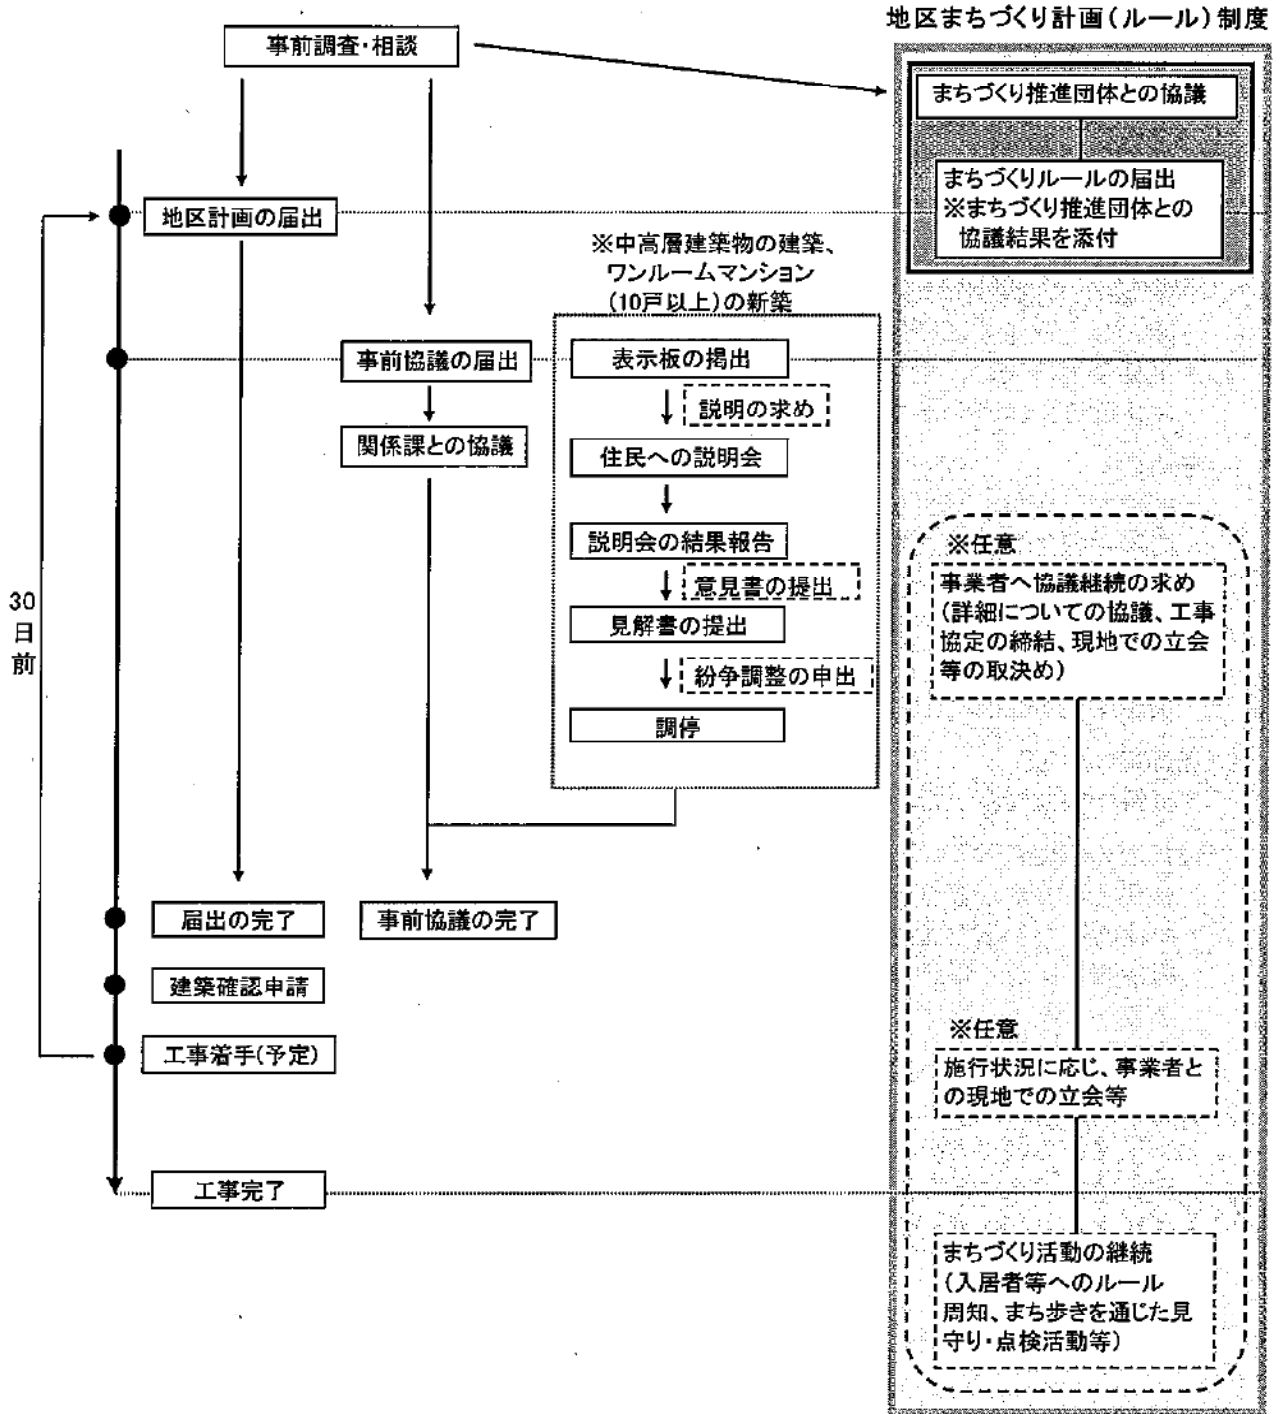 地区まちづくり計画(ルール)制度
事前調査・相談
まちづくり推進団体との協議
まちづくりルールの届出
※まちづくり推進団体との
協議結果を添付
地区計画の届出
※中高層建築物の建築、
ワンルームマンション
(10戸以上)の新築
事前協議の届出
表示板の掲出
説明の求め
関係課との協議
住民への説明会
説明会の結果報告
意見書の提出
見解書の提出
紛争調整の申出
調停
※任意
事業者へ協議継続の求め
(詳細についての協議、工事
協定の締結、現地での立会
等の取決め)
30
日
前
届出の完了
事前協議の完了
建築確認申請
工事着手(予定)
※任意
施行状況に応じ、事業者と
の現地での立会等
工事完了
まちづくり活動の継続
(入居者等へのルール
周知、まち歩きを通じた見
守り・点検活動等)